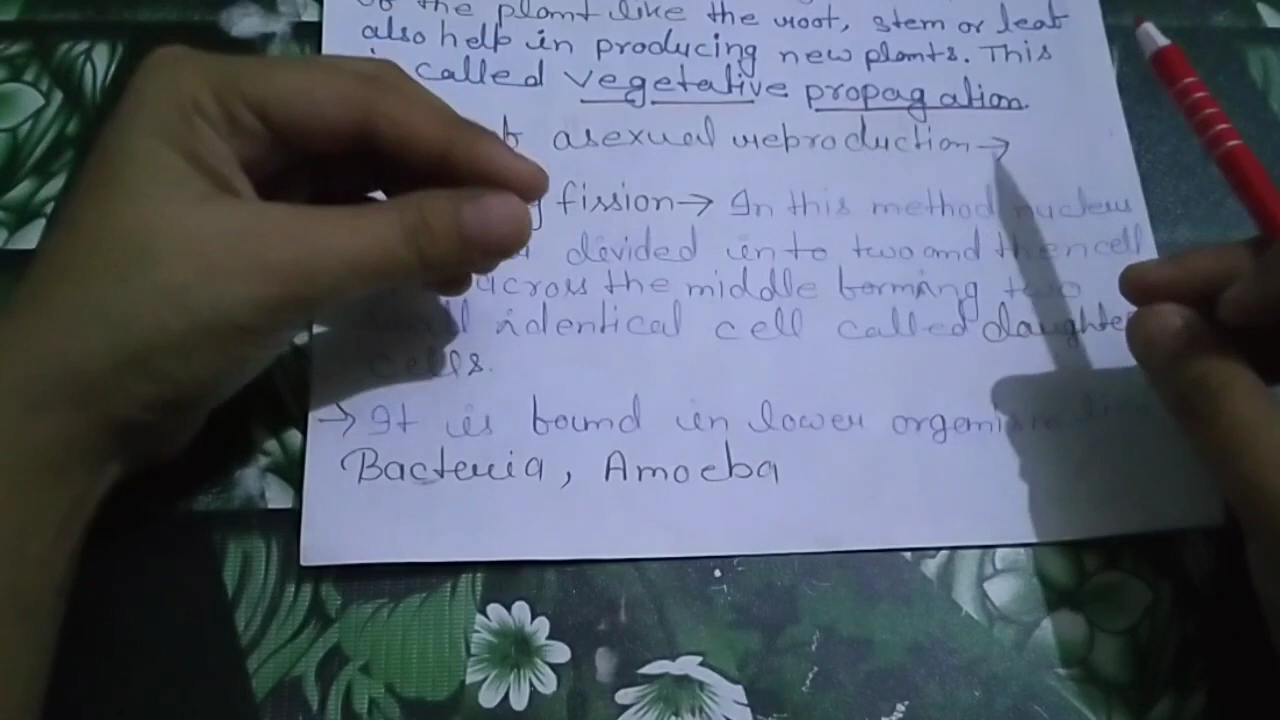 the plant like the root, stem or leaf
also help in producing new plants. This
called vegetative propagation.
asexual reproduction→
fission→ In this method nucleus
divided into two and then cell
across the middle forming two
identical cell called daughter
cells.
→ It is found in lower
Bacteria, Amoeba